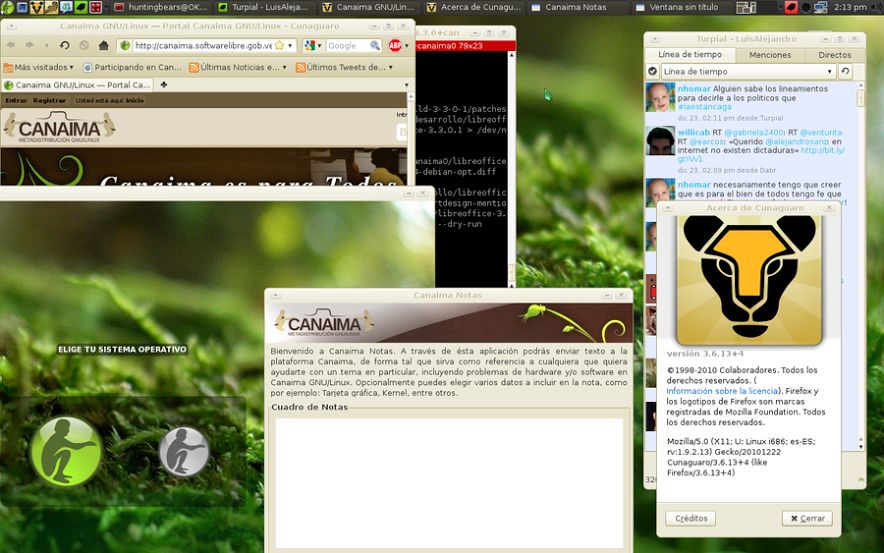 huntingbears@OK...
Turpial - LuisAleja...
Canaima GNU/Lin...
Acerca de Cunagu...
Canaima Notas
Ventana sin título
2:13 pm
Canaima GNU/Linux — Portal Canaima GNU/Linux - Cunaguaro
http://canaima.softwarelibre.gob.ve
Google
ABP
Más visitados
Participando en Can...
Últimas Noticias e...
Últimos Tweets de...
Canaima GNU/Linux — Portal Ca...
Entrar Registrar Usted está aquí: Inicio
CANAIMA
METADISTRIBUCIÓN GNU/LINUX
Canaima es para Todos
.3.0+can
canaima0 79x23
ild-3-3-0-1/patches
desarrollo/libreoff
ce-3.3.0.1 > /dev/n
anaima0/libreoffice
4-debian-opt.diff
ollo/libreoffice
rtdesign-mentio
/libreoffice-3.
--dry-run
ELIGE TU SISTEMA OPERATIVO
Canaima Notas
CANAIMA
METADISTRIBUCIÓN GNU/LINUX
Bienvenido a Canaima Notas. A través de ésta aplicación podrás enviar texto a la
plataforma Canaima, de forma tal que sirva como referencia a cualquiera que quiera
ayudarte con un tema en particular, incluyendo problemas de hardware y/o software en
Canaima GNU/Linux. Opcionalmente puedes elegir varios datos a incluir en la nota, como
por ejemplo: Tarjeta gráfica, Kernel, entre otros.
Cuadro de Notas
Turpial - LuisAlejandro
Línea de tiempo Menciones Directos
Línea de tiempo
nhomar Alguien sabe los lineamientos
para decirle a los politicos que
#laestancaga
dic 23, 02:11 pm desde Turpial
willicab RT @gabriela2400: RT @venturita
RT @earcos: «Querido @alejandrosanz: en
internet no existen dictaduras» http://bit.ly/
gtYvV1
dic 23, 02:09 pm desde Dabr
nhomar necesariamente tengo que creer
que es para el bien de todos tengo fe que
Acerca de Cunaguaro
versión 3.6.13+4
©1998-2010 Colaboradores. Todos los
derechos reservados. (
Información sobre la licencia). Firefox y
los logotipos de Firefox son marcas
registradas de Mozilla Foundation. Todos
los derechos reservados.
Mozilla/5.0 (X11; U; Linux i686; es-ES;
rv:1.9.2.13) Gecko/20101222
Cunaguaro/3.6.13+4 (like
Firefox/3.6.13+4)
Créditos
Cerrar